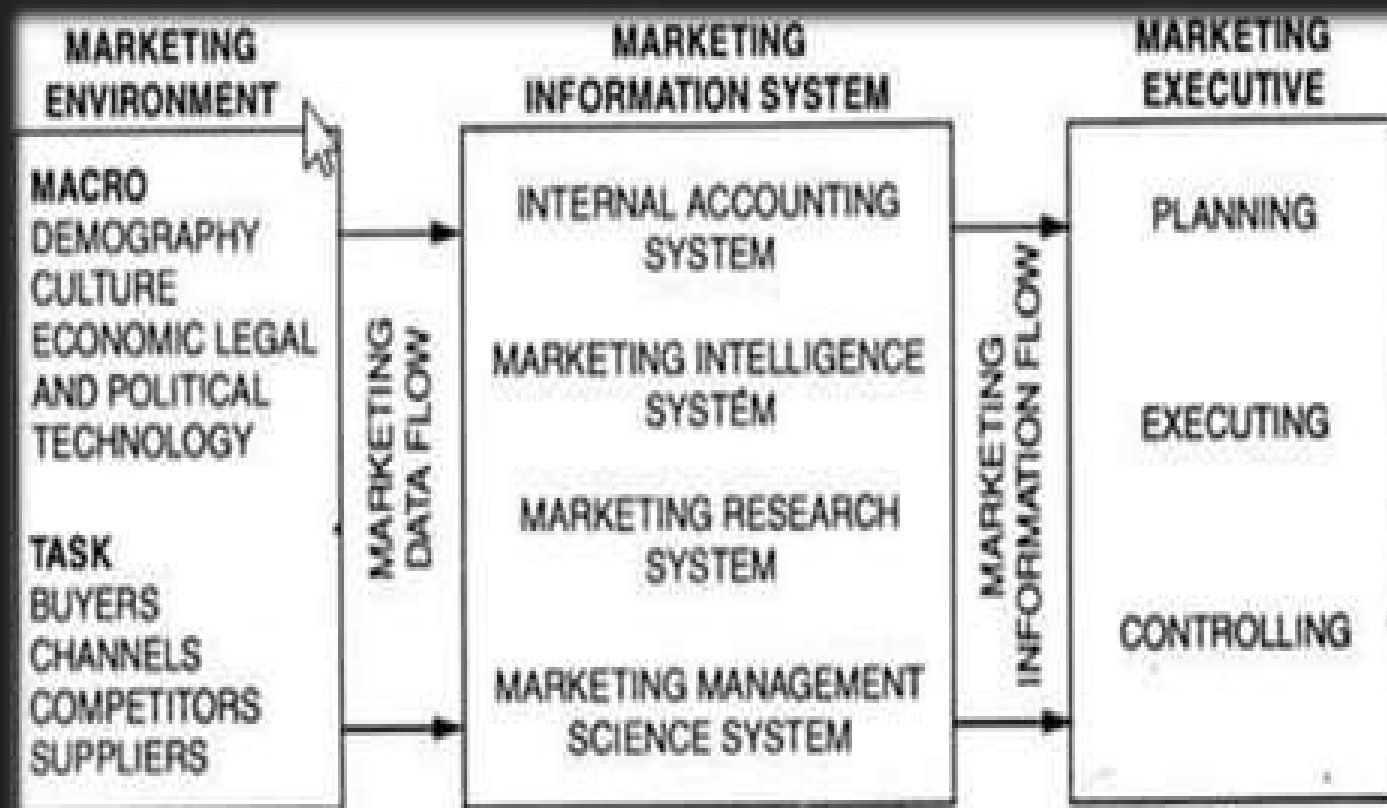 MARKETING
ENVIRONMENT
MACRO
DEMOGRAPHY
CULTURE
ECONOMIC LEGAL
AND POLITICAL
TECHNOLOGY
TASK
BUYERS
CHANNELS
COMPETITORS
SUPPLIERS
MARKETING
DATA FLOW
MARKETING
INFORMATION SYSTEM
INTERNAL ACCOUNTING
SYSTEM
MARKETING INTELLIGENCE
SYSTEM
MARKETING RESEARCH
SYSTEM
MARKETING MANAGEMENT
SCIENCE SYSTEM
MARKETING
INFORMATION FLOW
MARKETING
EXECUTIVE
PLANNING
EXECUTING
CONTROLLING